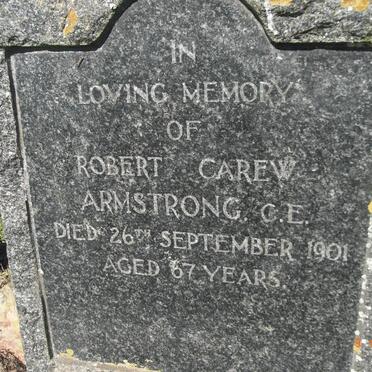 IN
LOVING MEMORY
OF
ROBERT CAREW
ARMSTRONG, C.E.
DIED 26TH SEPTEMBER 1901
AGED 67 YEARS.